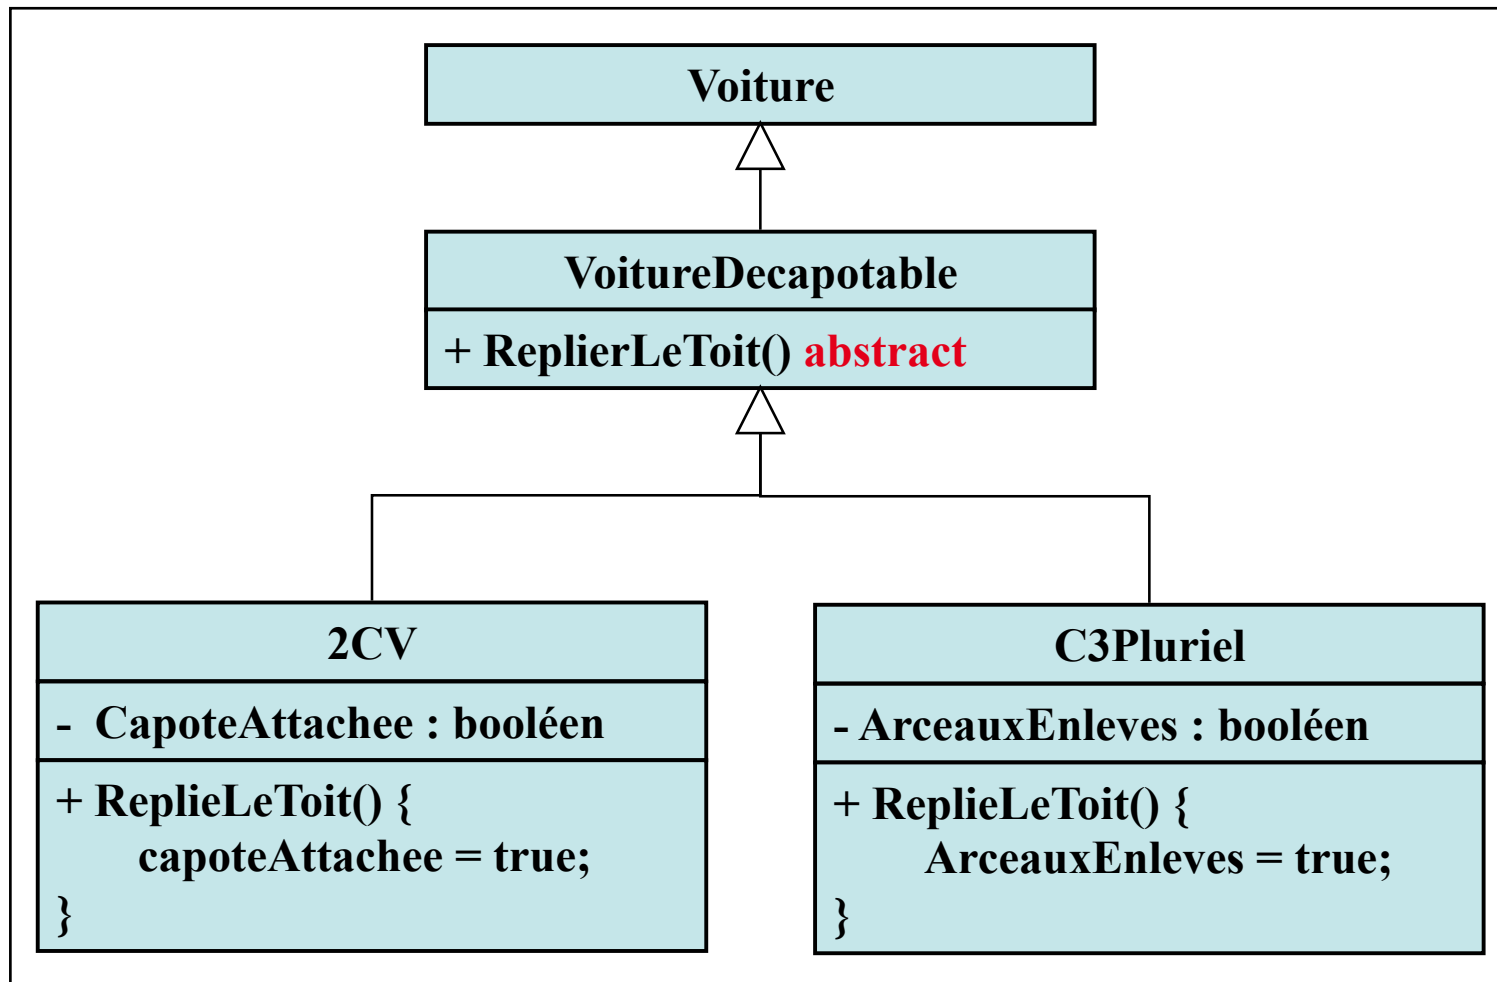 Voiture
VoitureDecapotable
+ ReplierLeToit() abstract
2CV
- CapoteAttachee : booléen
+ ReplieLeToit() {
capoteAttachee = true;
}
C3Pluriel
- ArceauxEnleves : booléen
+ ReplieLeToit() {
ArceauxEnleves = true;
}